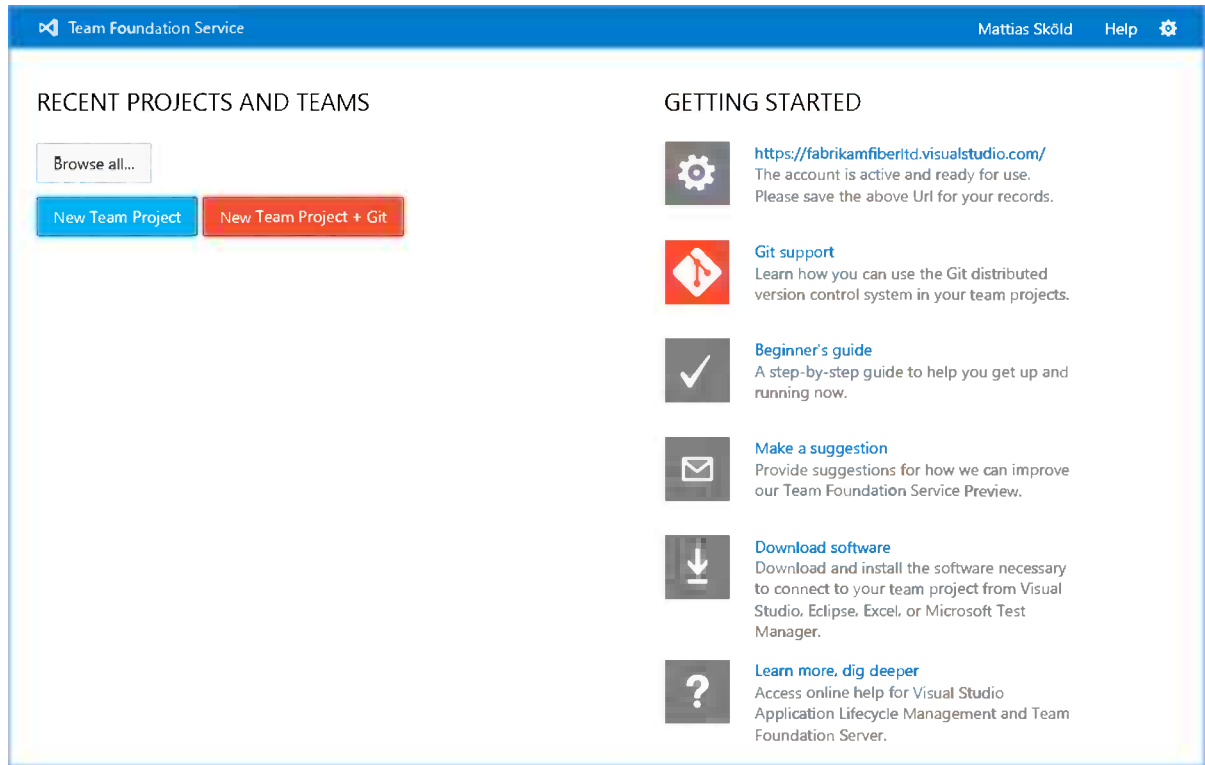 Team Foundation Service
Mattias Sköld Help
RECENT PROJECTS AND TEAMS
Browse all...
New Team Project
New Team Project + Git
GETTING STARTED
https://fabrikamfiberltd.visualstudio.com/
The account is active and ready for use.
Please save the above Url for your records.
Git support
Learn how you can use the Git distributed
version control system in your team projects.
Beginner's guide
A step-by-step guide to help you get up and
running now.
Make a suggestion
Provide suggestions for how we can improve
our Team Foundation Service Preview.
Download software
Download and install the software necessary
to connect to your team project from Visual
Studio, Eclipse, Excel, or Microsoft Test
Manager.
Learn more, dig deeper
Access online help for Visual Studio
Application Lifecycle Management and Team
Foundation Server.